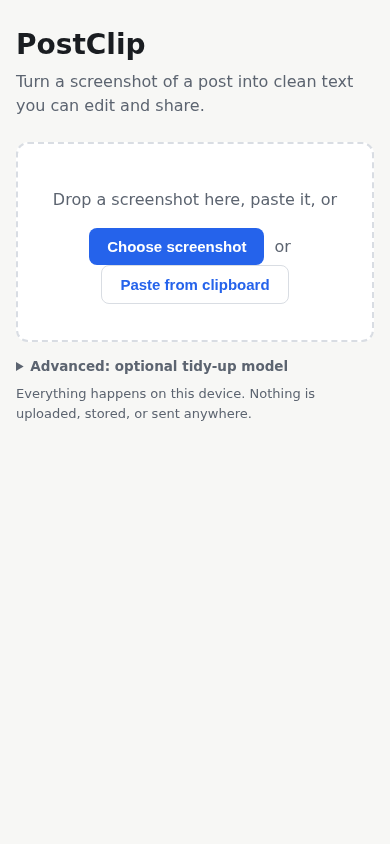 PostClip
Turn a screenshot of a post into clean text
you can edit and share.
Drop a screenshot here, paste it, or
Choose screenshot or
Paste from clipboard
Advanced: optional tidy-up model
Everything happens on this device. Nothing is
uploaded, stored, or sent anywhere.